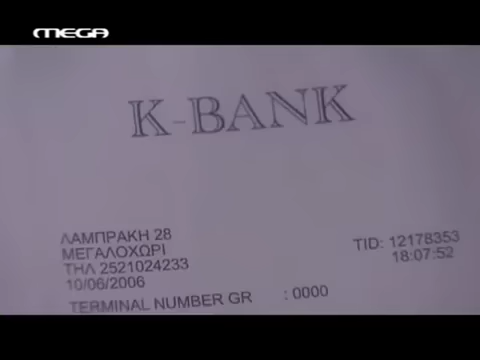 MEGA
K-BANK
ΛΑΜΠΡΑΚΗ 28
ΜΕΓΑΛΟΧΩΡΙ
ΤΗΛ 2521024233
10/06/2006
TERMINAL NUMBER GR : 0000
TID: 12178353
18:07:52